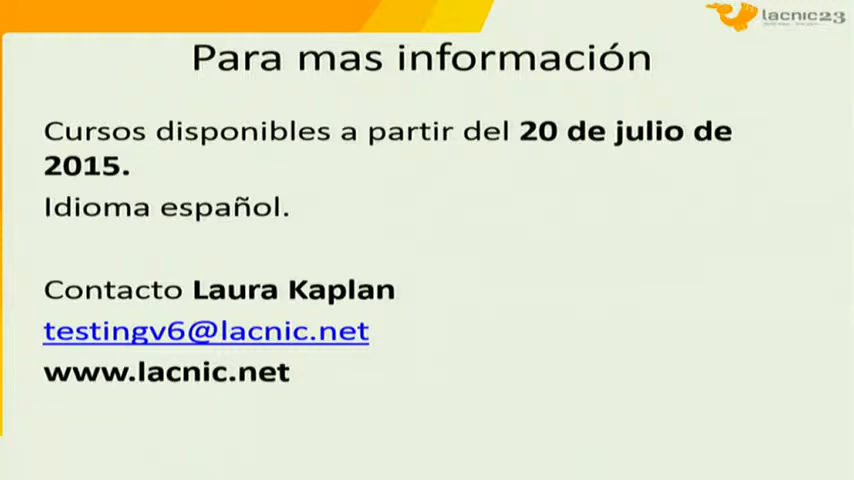 lacnic23
Para mas información
Cursos disponibles a partir del 20 de julio de
2015.
Idioma español.
Contacto Laura Kaplan
testingv6@lacnic.net
www.lacnic.net